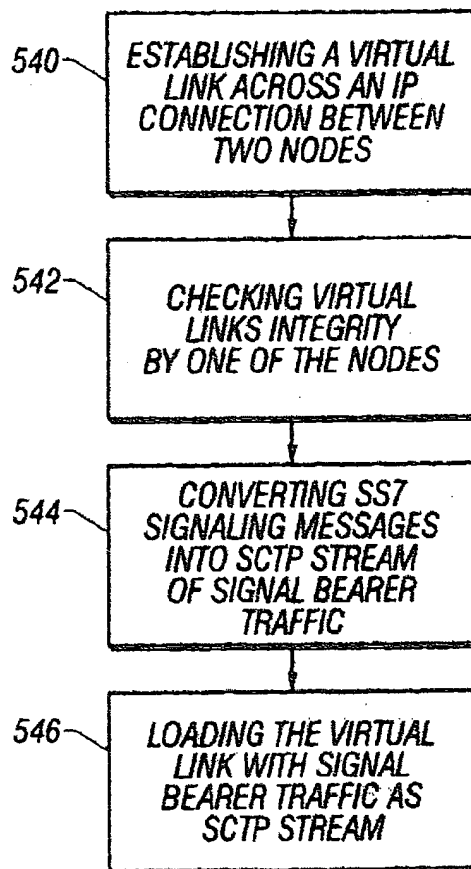 540
ESTABLISHING A VIRTUAL
LINK ACROSS AN IP
CONNECTION BETWEEN
TWO NODES
542
CHECKING VIRTUAL
LINKS INTEGRITY
BY ONE OF THE NODES
544
CONVERTING SS7
SIGNALING MESSAGES
INTO SCTP STREAM
OF SIGNAL BEARER
TRAFFIC
546
LOADING THE VIRTUAL
LINK WITH SIGNAL
BEARER TRAFFIC AS
SCTP STREAM